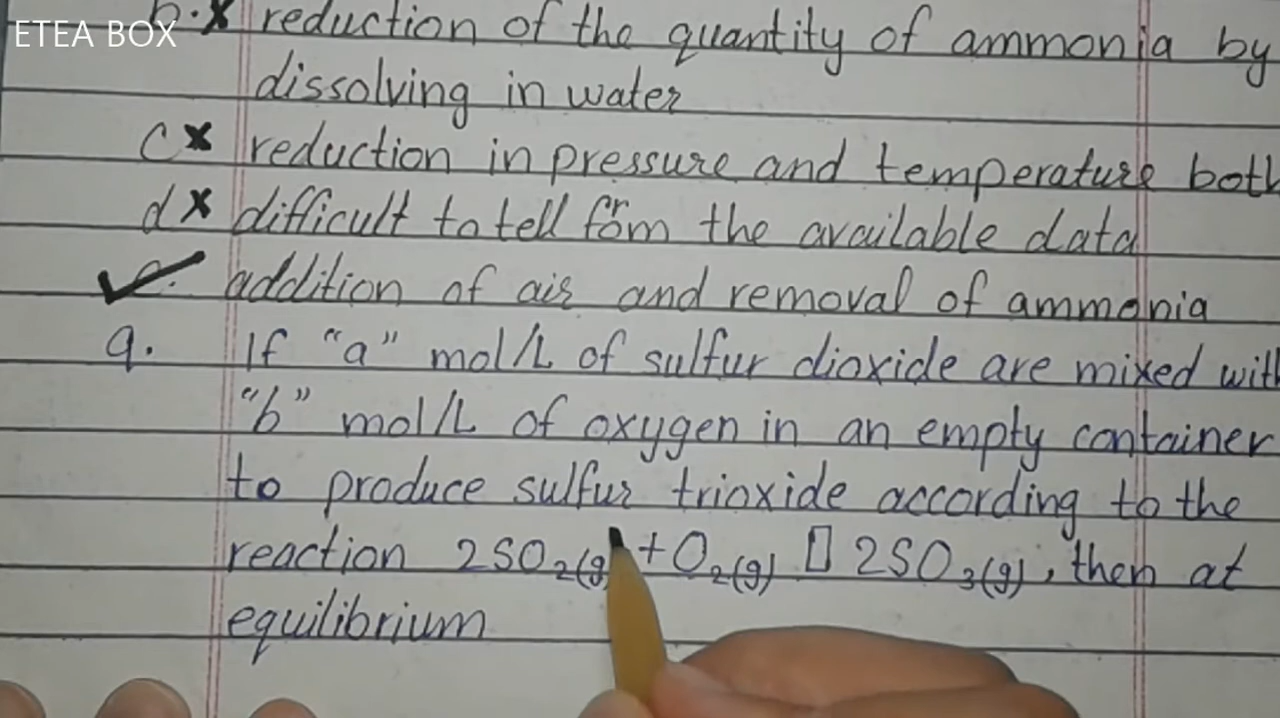 ETEA BOX
b. x reduction of the quantity of ammonia by
dissolving in water
c x reduction in pressure and temperature both
d x difficult to tell from the available data
✓ e. addition of air and removal of ammonia
9. If "a" mol/L of sulfur dioxide are mixed with
"b" mol/L of oxygen in an empty container
to produce sulfur trioxide according to the
reaction 2SO₂(g) + O₂(g) ▯ 2SO₃(g), then at
equilibrium